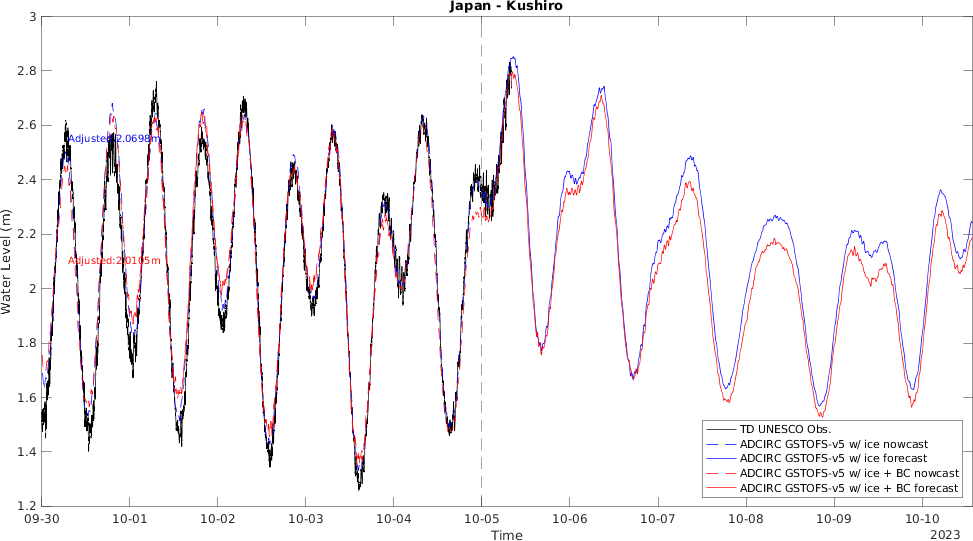 Japan - Kushiro
3
2.8
2.6
2.4
2.2
2
1.8
1.6
1.4
1.2
Water Level (m)
Adjusted:2.0698m
Adjusted:2.0105m
TD UNESCO Obs.
ADCIRC GSTOFS-v5 w/ ice nowcast
ADCIRC GSTOFS-v5 w/ ice forecast
ADCIRC GSTOFS-v5 w/ ice + BC nowcast
ADCIRC GSTOFS-v5 w/ ice + BC forecast
09-30 10-01 10-02 10-03 10-04 10-05 10-06 10-07 10-08 10-09 10-10
Time
2023